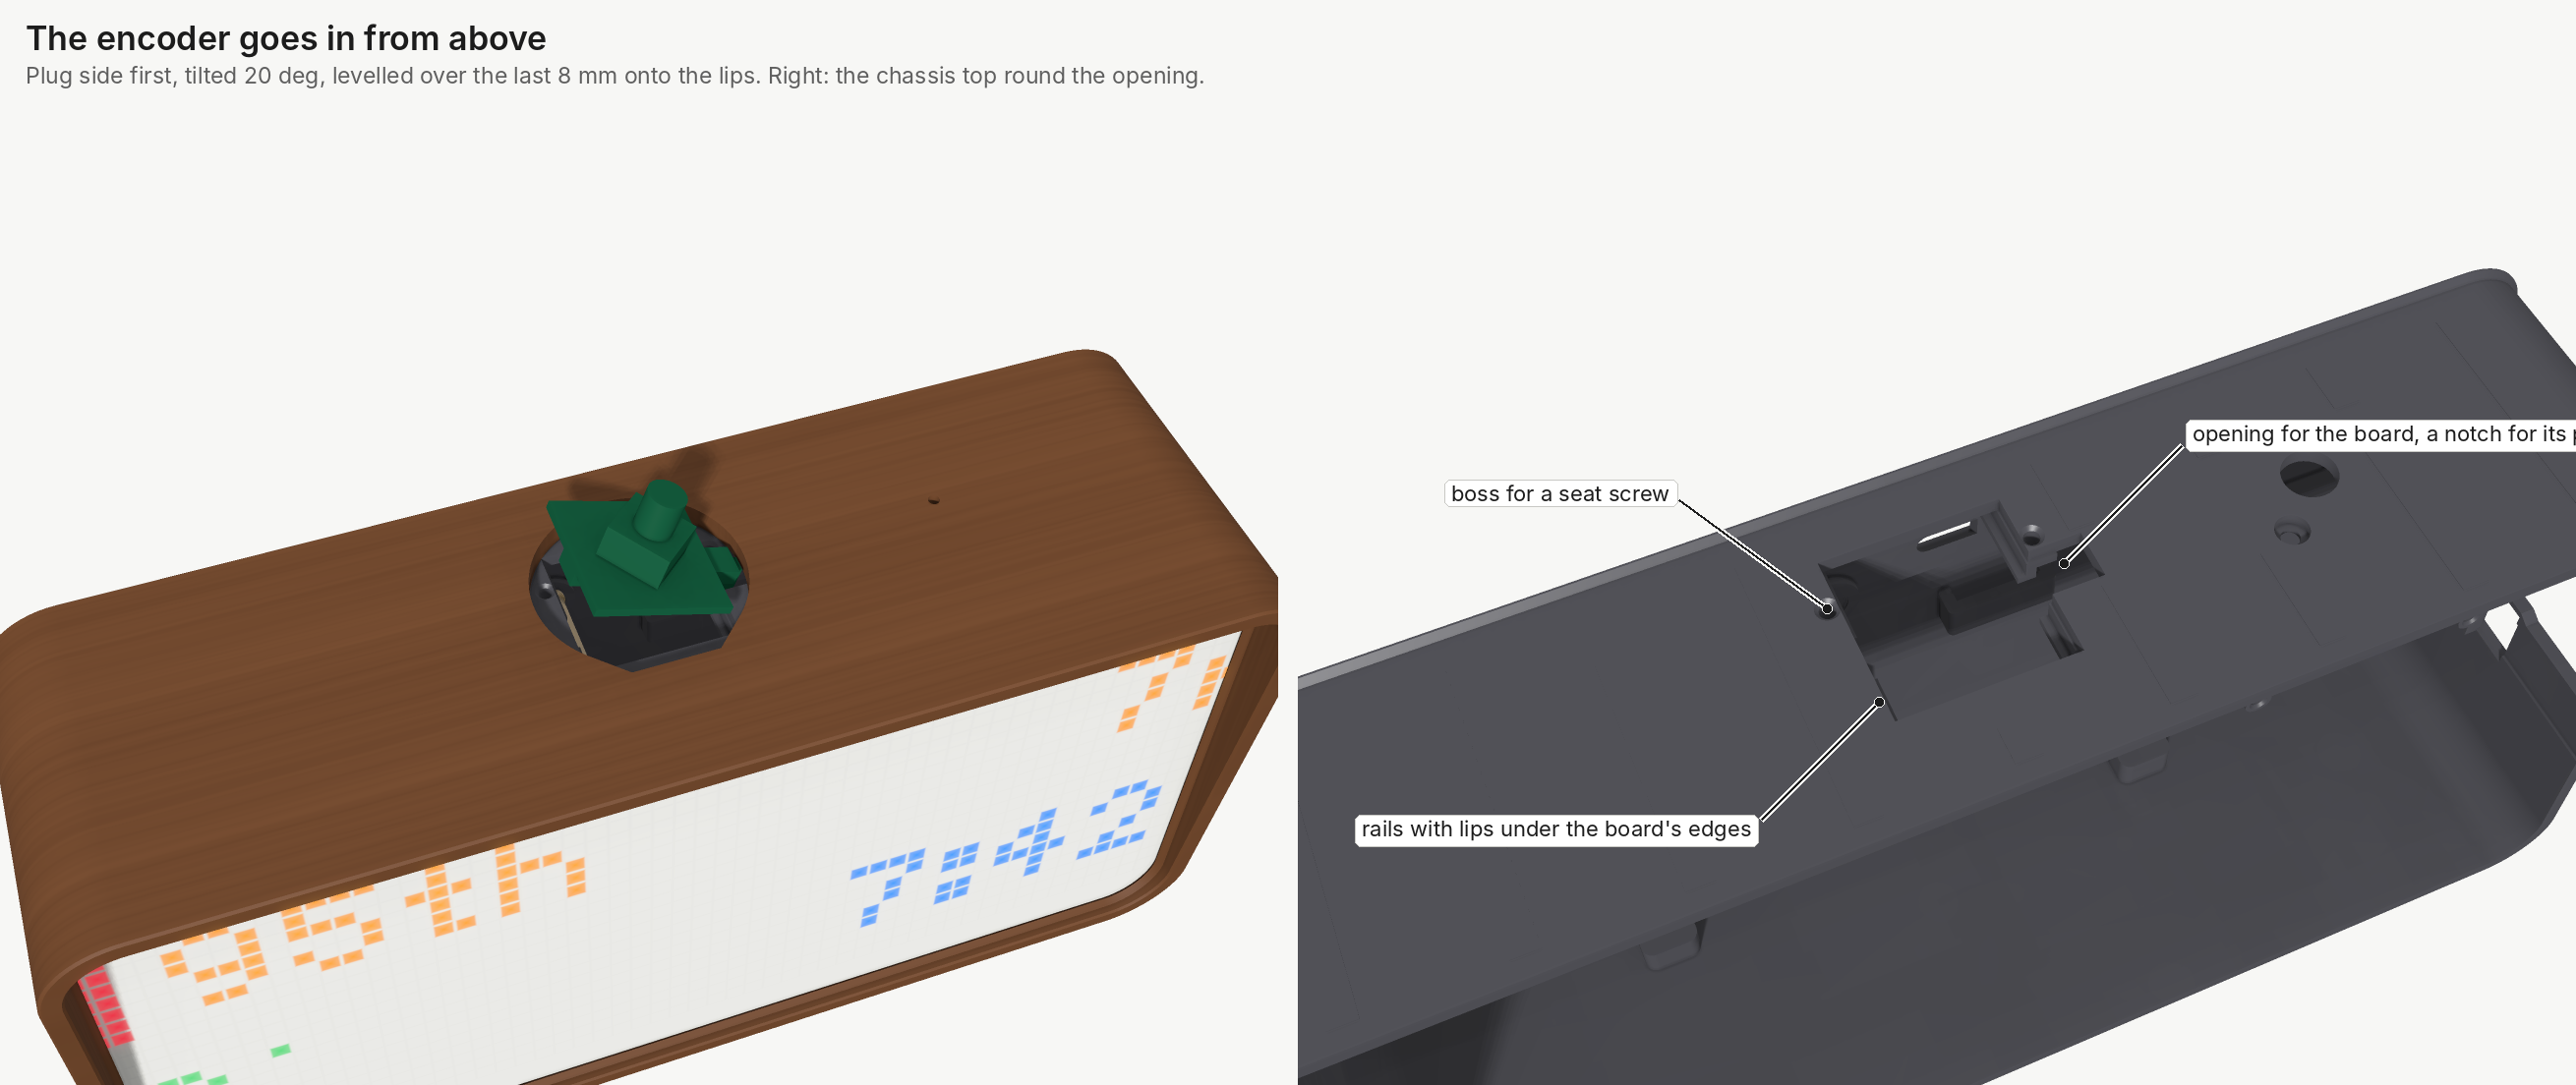 The encoder goes in from above
Plug side first, tilted 20 deg, levelled over the last 8 mm onto the lips. Right: the chassis top round the opening.
opening for the board, a notch for its
boss for a seat screw
rails with lips under the board's edges
95th
7:42